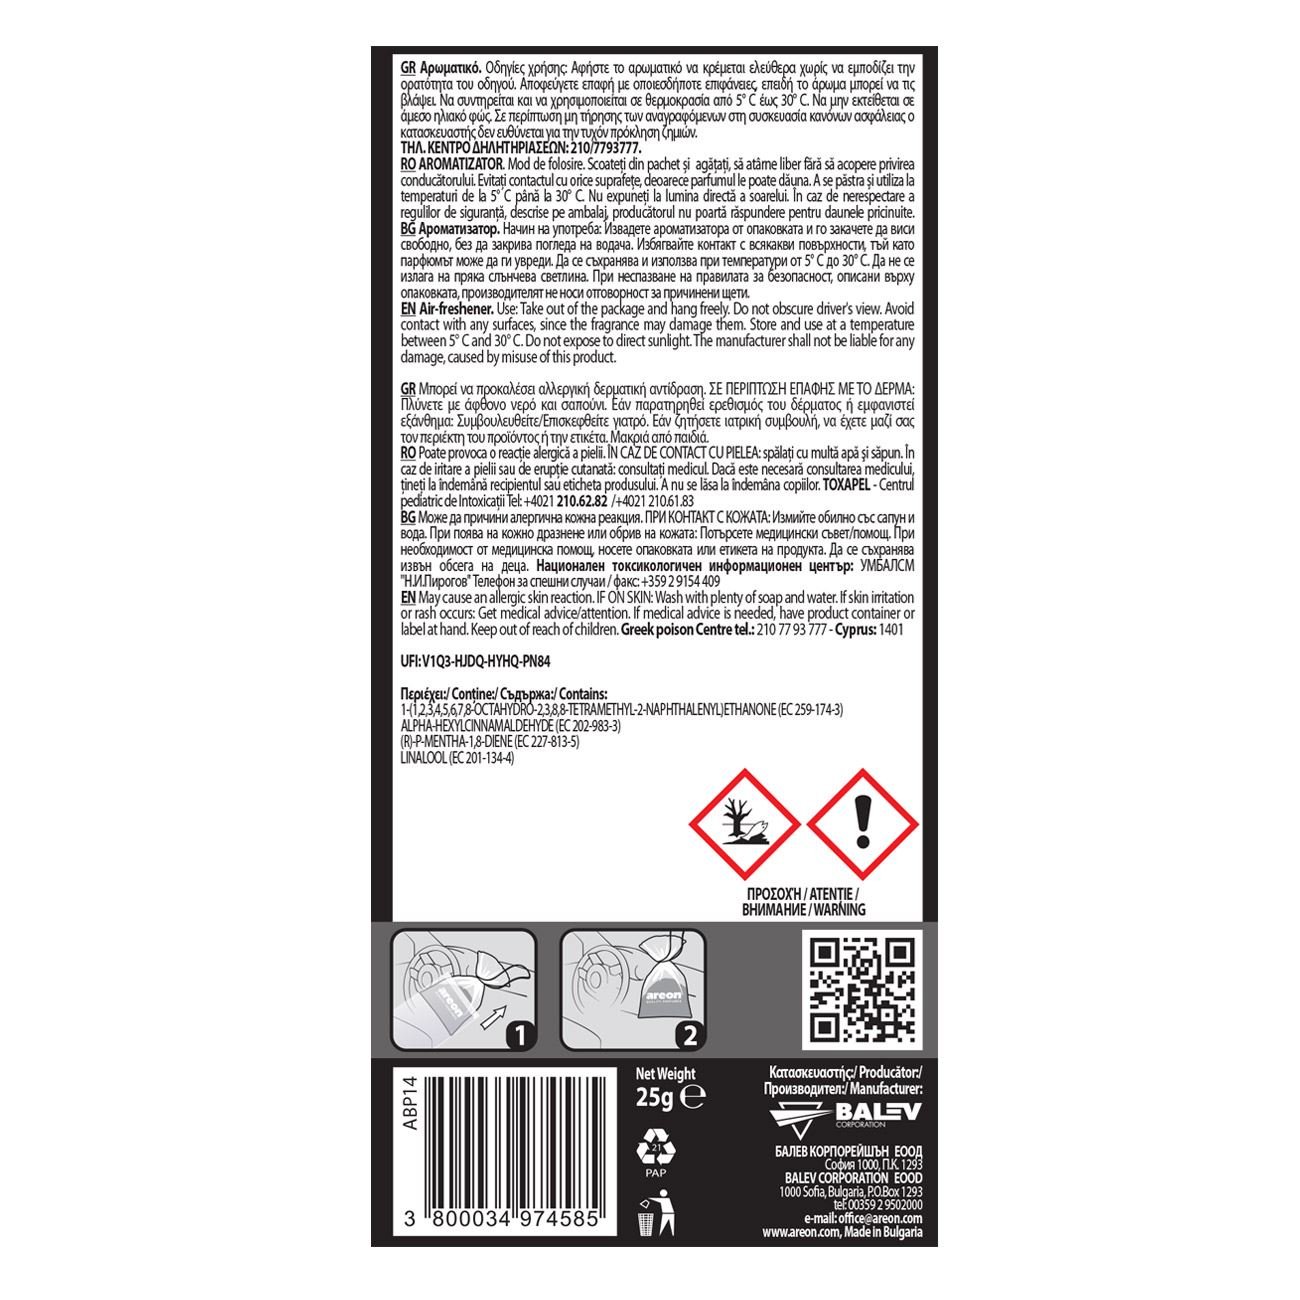 GR Αρωματικό. Οδηγίες χρήσης: Αφήστε το αρωματικό να κρέμεται ελεύθερα χωρίς να εμποδίζει την
ορατότητα του οδηγού. Αποφεύγετε επαφή με οποιεσδήποτε επιφάνειες, επειδή το άρωμα μπορεί να τις
βλάψει. Να συντηρείται και να χρησιμοποιείται σε θερμοκρασία από 5° C έως 30° C. Να μην εκτείθεται σε
άμεσο ηλιακό φώς. Σε περίπτωση μη τήρησης των αναγραφόμενων στη συσκευασία κανόνων ασφάλειας ο
κατασκευαστής δεν ευθύνεται για την τυχόν πρόκληση ζημιών.
ΤΗΛ. ΚΕΝΤΡΟ ΔΗΛΗΤΗΡΙΑΣΕΩΝ: 210/7793777.
RO AROMATIZATOR. Mod de folosire. Scoateți din pachet și agățați, să atârne liber fără să acopere privirea
conducătorului. Evitați contactul cu orice suprafețe, deoarece parfumul le poate dăuna. A se păstra și utiliza la
temperaturi de la 5° C până la 30° C. Nu expuneți la lumina directă a soarelui. În caz de nerespectare a
regulilor de siguranță, descrise pe ambalaj, producătorul nu poartă răspundere pentru daunele pricinuite.
BG Ароматизатор. Начин на употреба: Извадете ароматизатора от опаковката и го закачете да виси
свободно, без да закрива погледа на водача. Избягвайте контакт с всякакви повърхности, тъй като
парфюмът може да ги увреди. Да се съхранява и използва при температури от 5° C до 30° C. Да не се
излага на пряка слънчева светлина. При неспазване на правилата за безопасност, описани върху
опаковката, производителят не носи отговорност за причинени щети.
EN Air-freshener. Use: Take out of the package and hang freely. Do not obscure driver's view. Avoid
contact with any surfaces, since the fragrance may damage them. Store and use at a temperature
between 5° C and 30° C. Do not expose to direct sunlight. The manufacturer shall not be liable for any
damage, caused by misuse of this product.
GR Μπορεί να προκαλέσει αλλεργική δερματική αντίδραση. ΣΕ ΠΕΡΙΠΤΩΣΗ ΕΠΑΦΗΣ ΜΕ ΤΟ ΔΕΡΜΑ:
Πλύνετε με άφθονο νερό και σαπούνι. Εάν παρατηρηθεί ερεθισμός του δέρματος ή εμφανιστεί
εξάνθημα: Συμβουλευθείτε/Επισκεφθείτε γιατρό. Εάν ζητήσετε ιατρική συμβουλή, να έχετε μαζί σας
τον περιέκτη του προϊόντος ή την ετικέτα. Μακριά από παιδιά.
RO Poate provoca o reacție alergică a pielii. ÎN CAZ DE CONTACT CU PIELEA: spălați cu multă apă și săpun. În
caz de iritare a pielii sau de erupție cutanată: consultați medicul. Dacă este necesară consultarea medicului,
țineți la îndemână recipientul sau eticheta produsului. A nu se lăsa la îndemâna copiilor. TOXAPEL - Centrul
pediatric de Intoxicații Tel: +4021 210.62.82 /+4021 210.61.83
BG Може да причини алергична кожна реакция. ПРИ КОНТАКТ С КОЖАТА: Измийте обилно със сапун и
вода. При поява на кожно дразнене или обрив на кожата: Потърсете медицински съвет/помощ. При
необходимост от медицинска помощ, носете опаковката или етикета на продукта. Да се съхранява
извън обсега на деца. Национален токсикологичен информационен център: УМБАЛСМ
"Н.И.Пирогов" Телефон за спешни случаи / факс: +359 2 9154 409
EN May cause an allergic skin reaction. IF ON SKIN: Wash with plenty of soap and water. If skin irritation
or rash occurs: Get medical advice/attention. If medical advice is needed, have product container or
label at hand. Keep out of reach of children. Greek poison Centre tel.: 210 77 93 777 - Cyprus: 1401
UFI: V1Q3-HJDQ-HYHQ-PN84
Περιέχει:/ Conține:/ Съдържа:/ Contains:
1-(1,2,3,4,5,6,7,8-OCTAHYDRO-2,3,8,8-TETRAMETHYL-2-NAPHTHALENYL)ETHANONE (EC 259-174-3)
ALPHA-HEXYLCINNAMALDEHYDE (EC 202-983-3)
(R)-P-MENTHA-1,8-DIENE (EC 227-813-5)
LINALOOL (EC 201-134-4)
ΠΡΟΣΟΧΉ / ATENȚIE /
ВНИМАНИЕ / WARNING
areon
1
areon
QUALITY PERFUMES
2
ABP14
3 800034 974585
Net Weight
25g ℮
21
PAP
Κατασκευαστής:/ Producător:/
Производител:/ Manufacturer:
BALEV
CORPORATION
БАЛЕВ КОРПОРЕЙШЪН ЕООД
София 1000, П.К. 1293
BALEV CORPORATION EOOD
1000 Sofia, Bulgaria, P.O.Box 1293
tel: 00359 2 9502000
e-mail: office@areon.com
www.areon.com, Made in Bulgaria